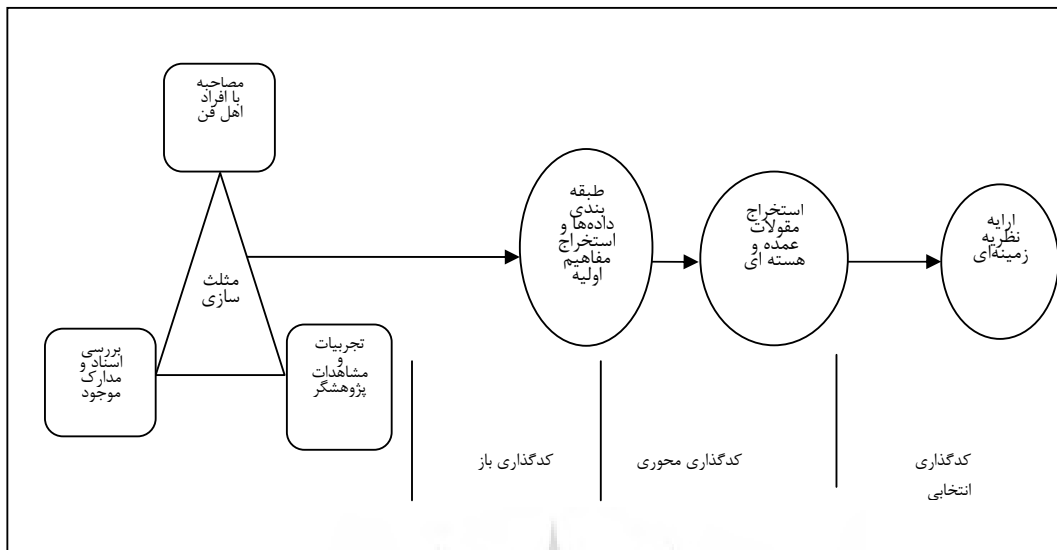 مصاحبه
با افراد
اهل فن
مثلث
سازی
بررسی
اسناد و
مدارک
موجود
تجربیات
و
مشاهدات
پژوهشگر
طبقه
بندی
داده‌ها و
استخراج
مفاهیم
اولیه
استخراج
مقولات
عمده و
هسته ای
ارایه
نظریه
زمینه‌ای
کدگذاری باز
کدگذاری محوری
کدگذاری
انتخابی